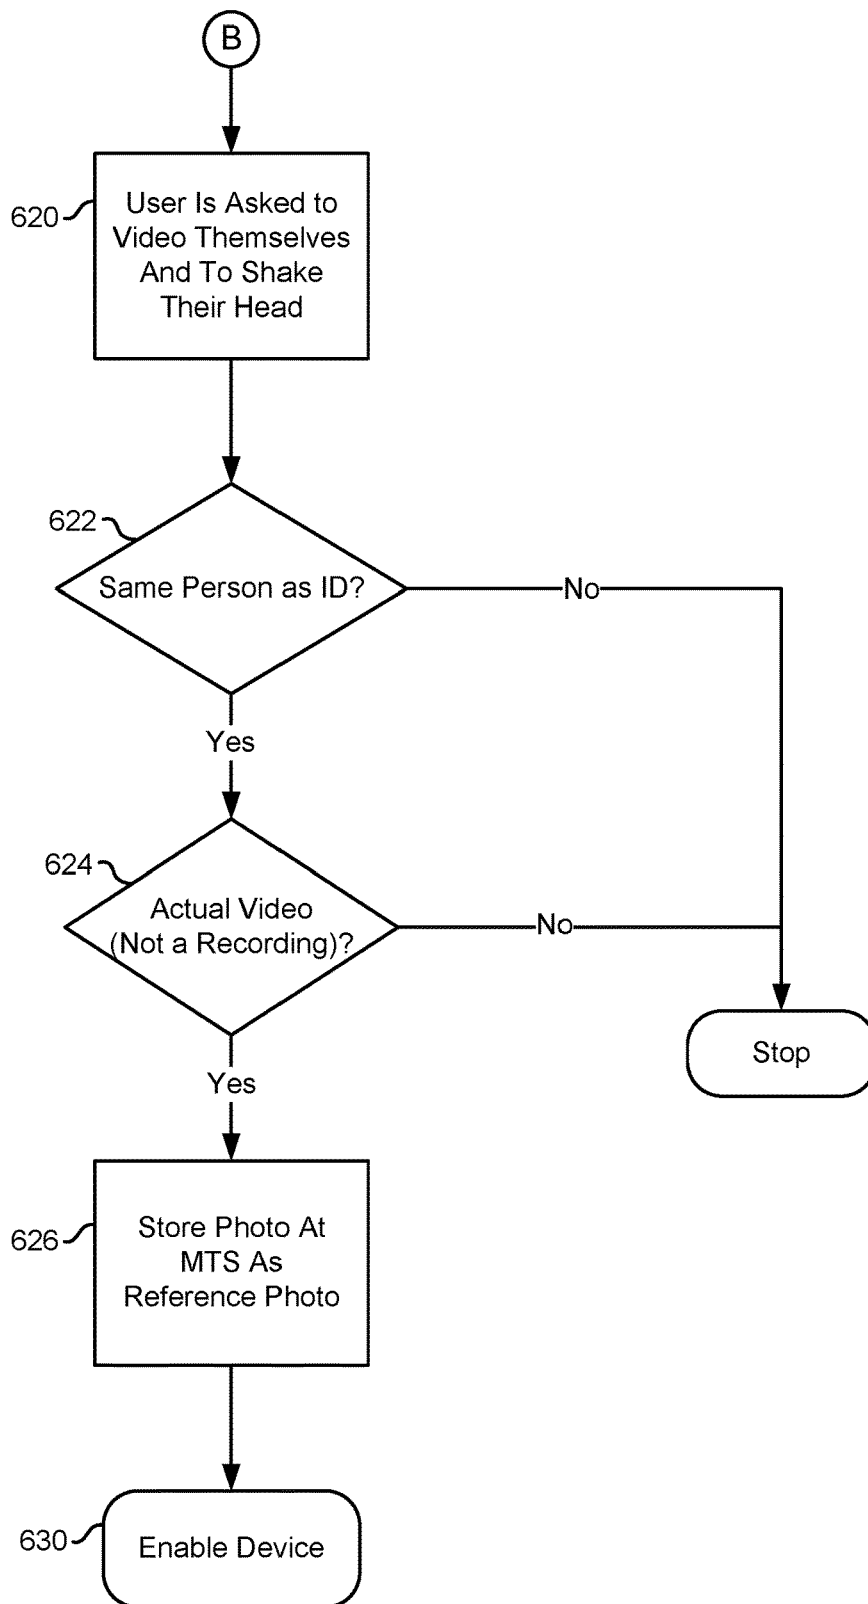 B
620
User Is Asked to
Video Themselves
And To Shake
Their Head
622
Same Person as ID?
No
Yes
624
Actual Video
(Not a Recording)?
No
Stop
Yes
626
Store Photo At
MTS As
Reference Photo
630
Enable Device